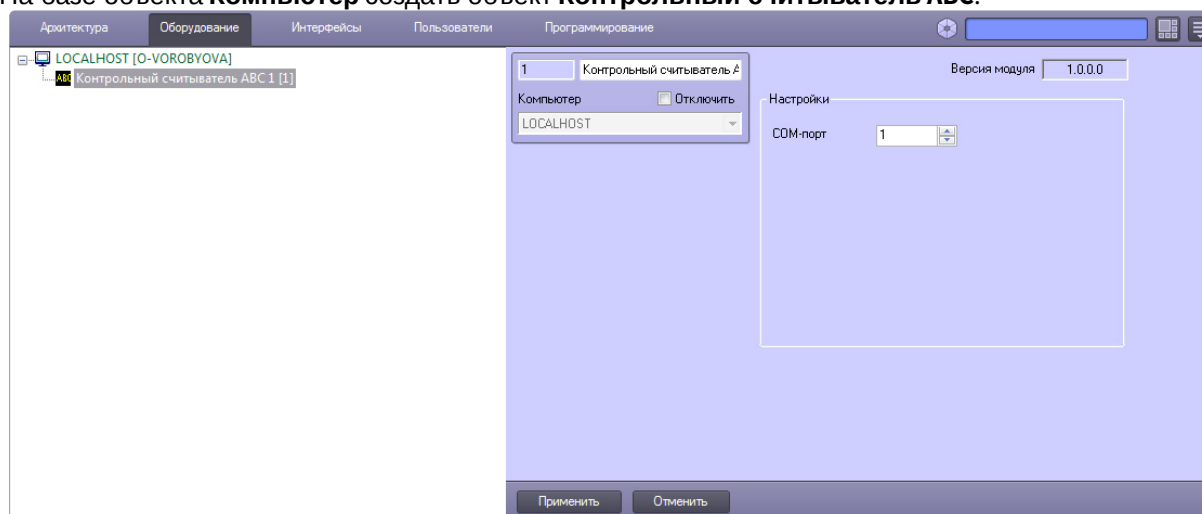 На базе объекта Компьютер создать объект Контрольный считыватель ABC.
Архитектура Оборудование Интерфейсы Пользователи Программирование
LOCALHOST [O-VOROBYOVA]
ABC Контрольный считыватель ABC 1 [1]
1 Контрольный считыватель A
Компьютер Отключить
LOCALHOST
Версия модуля 1.0.0.0
Настройки
COM-порт 1
Применить Отменить